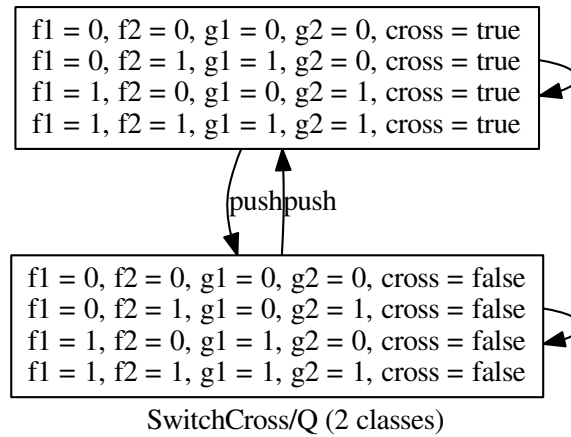 f1 = 0, f2 = 0, g1 = 0, g2 = 0, cross = true
f1 = 0, f2 = 1, g1 = 1, g2 = 0, cross = true
f1 = 1, f2 = 0, g1 = 0, g2 = 1, cross = true
f1 = 1, f2 = 1, g1 = 1, g2 = 1, cross = true
push push
f1 = 0, f2 = 0, g1 = 0, g2 = 0, cross = false
f1 = 0, f2 = 1, g1 = 0, g2 = 1, cross = false
f1 = 1, f2 = 0, g1 = 1, g2 = 0, cross = false
f1 = 1, f2 = 1, g1 = 1, g2 = 1, cross = false
SwitchCross/Q (2 classes)